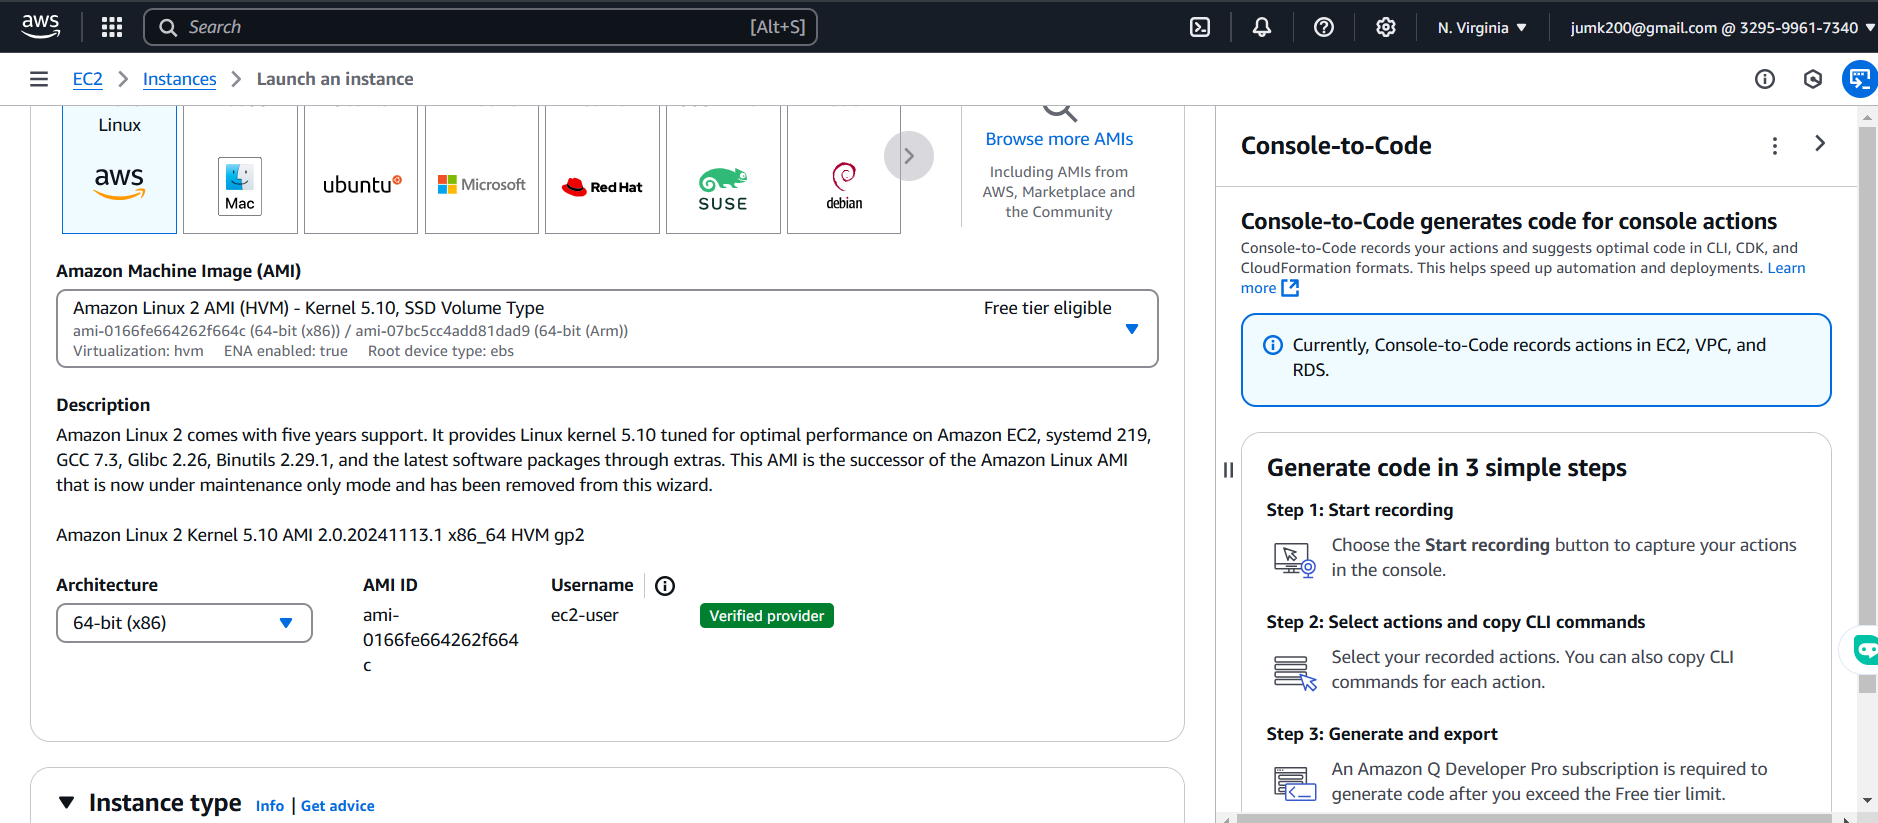 aws
Search
[Alt+S]
N. Virginia
jumk200@gmail.com @ 3295-9961-7740
EC2
Instances
Launch an instance
Linux
aws
Mac
ubuntu
Microsoft
Red Hat
SUSE
debian
Browse more AMIs
Including AMIs from
AWS, Marketplace and
the Community
Amazon Machine Image (AMI)
Amazon Linux 2 AMI (HVM) - Kernel 5.10, SSD Volume Type
Free tier eligible
ami-0166fe664262f664c (64-bit (x86)) / ami-07bc5cc4add81dad9 (64-bit (Arm))
Virtualization: hvm ENA enabled: true Root device type: ebs
Description
Amazon Linux 2 comes with five years support. It provides Linux kernel 5.10 tuned for optimal performance on Amazon EC2, systemd 219,
GCC 7.3, Glibc 2.26, Binutils 2.29.1, and the latest software packages through extras. This AMI is the successor of the Amazon Linux AMI
that is now under maintenance only mode and has been removed from this wizard.
Amazon Linux 2 Kernel 5.10 AMI 2.0.20241113.1 x86_64 HVM gp2
Architecture
64-bit (x86)
AMI ID
ami-
0166fe664262f664
c
Username
ec2-user
Verified provider
Instance type
Info | Get advice
Console-to-Code
Console-to-Code generates code for console actions
Console-to-Code records your actions and suggests optimal code in CLI, CDK, and
CloudFormation formats. This helps speed up automation and deployments. Learn
more
Currently, Console-to-Code records actions in EC2, VPC, and
RDS.
Generate code in 3 simple steps
Step 1: Start recording
Choose the Start recording button to capture your actions
in the console.
Step 2: Select actions and copy CLI commands
Select your recorded actions. You can also copy CLI
commands for each action.
Step 3: Generate and export
An Amazon Q Developer Pro subscription is required to
generate code after you exceed the Free tier limit.